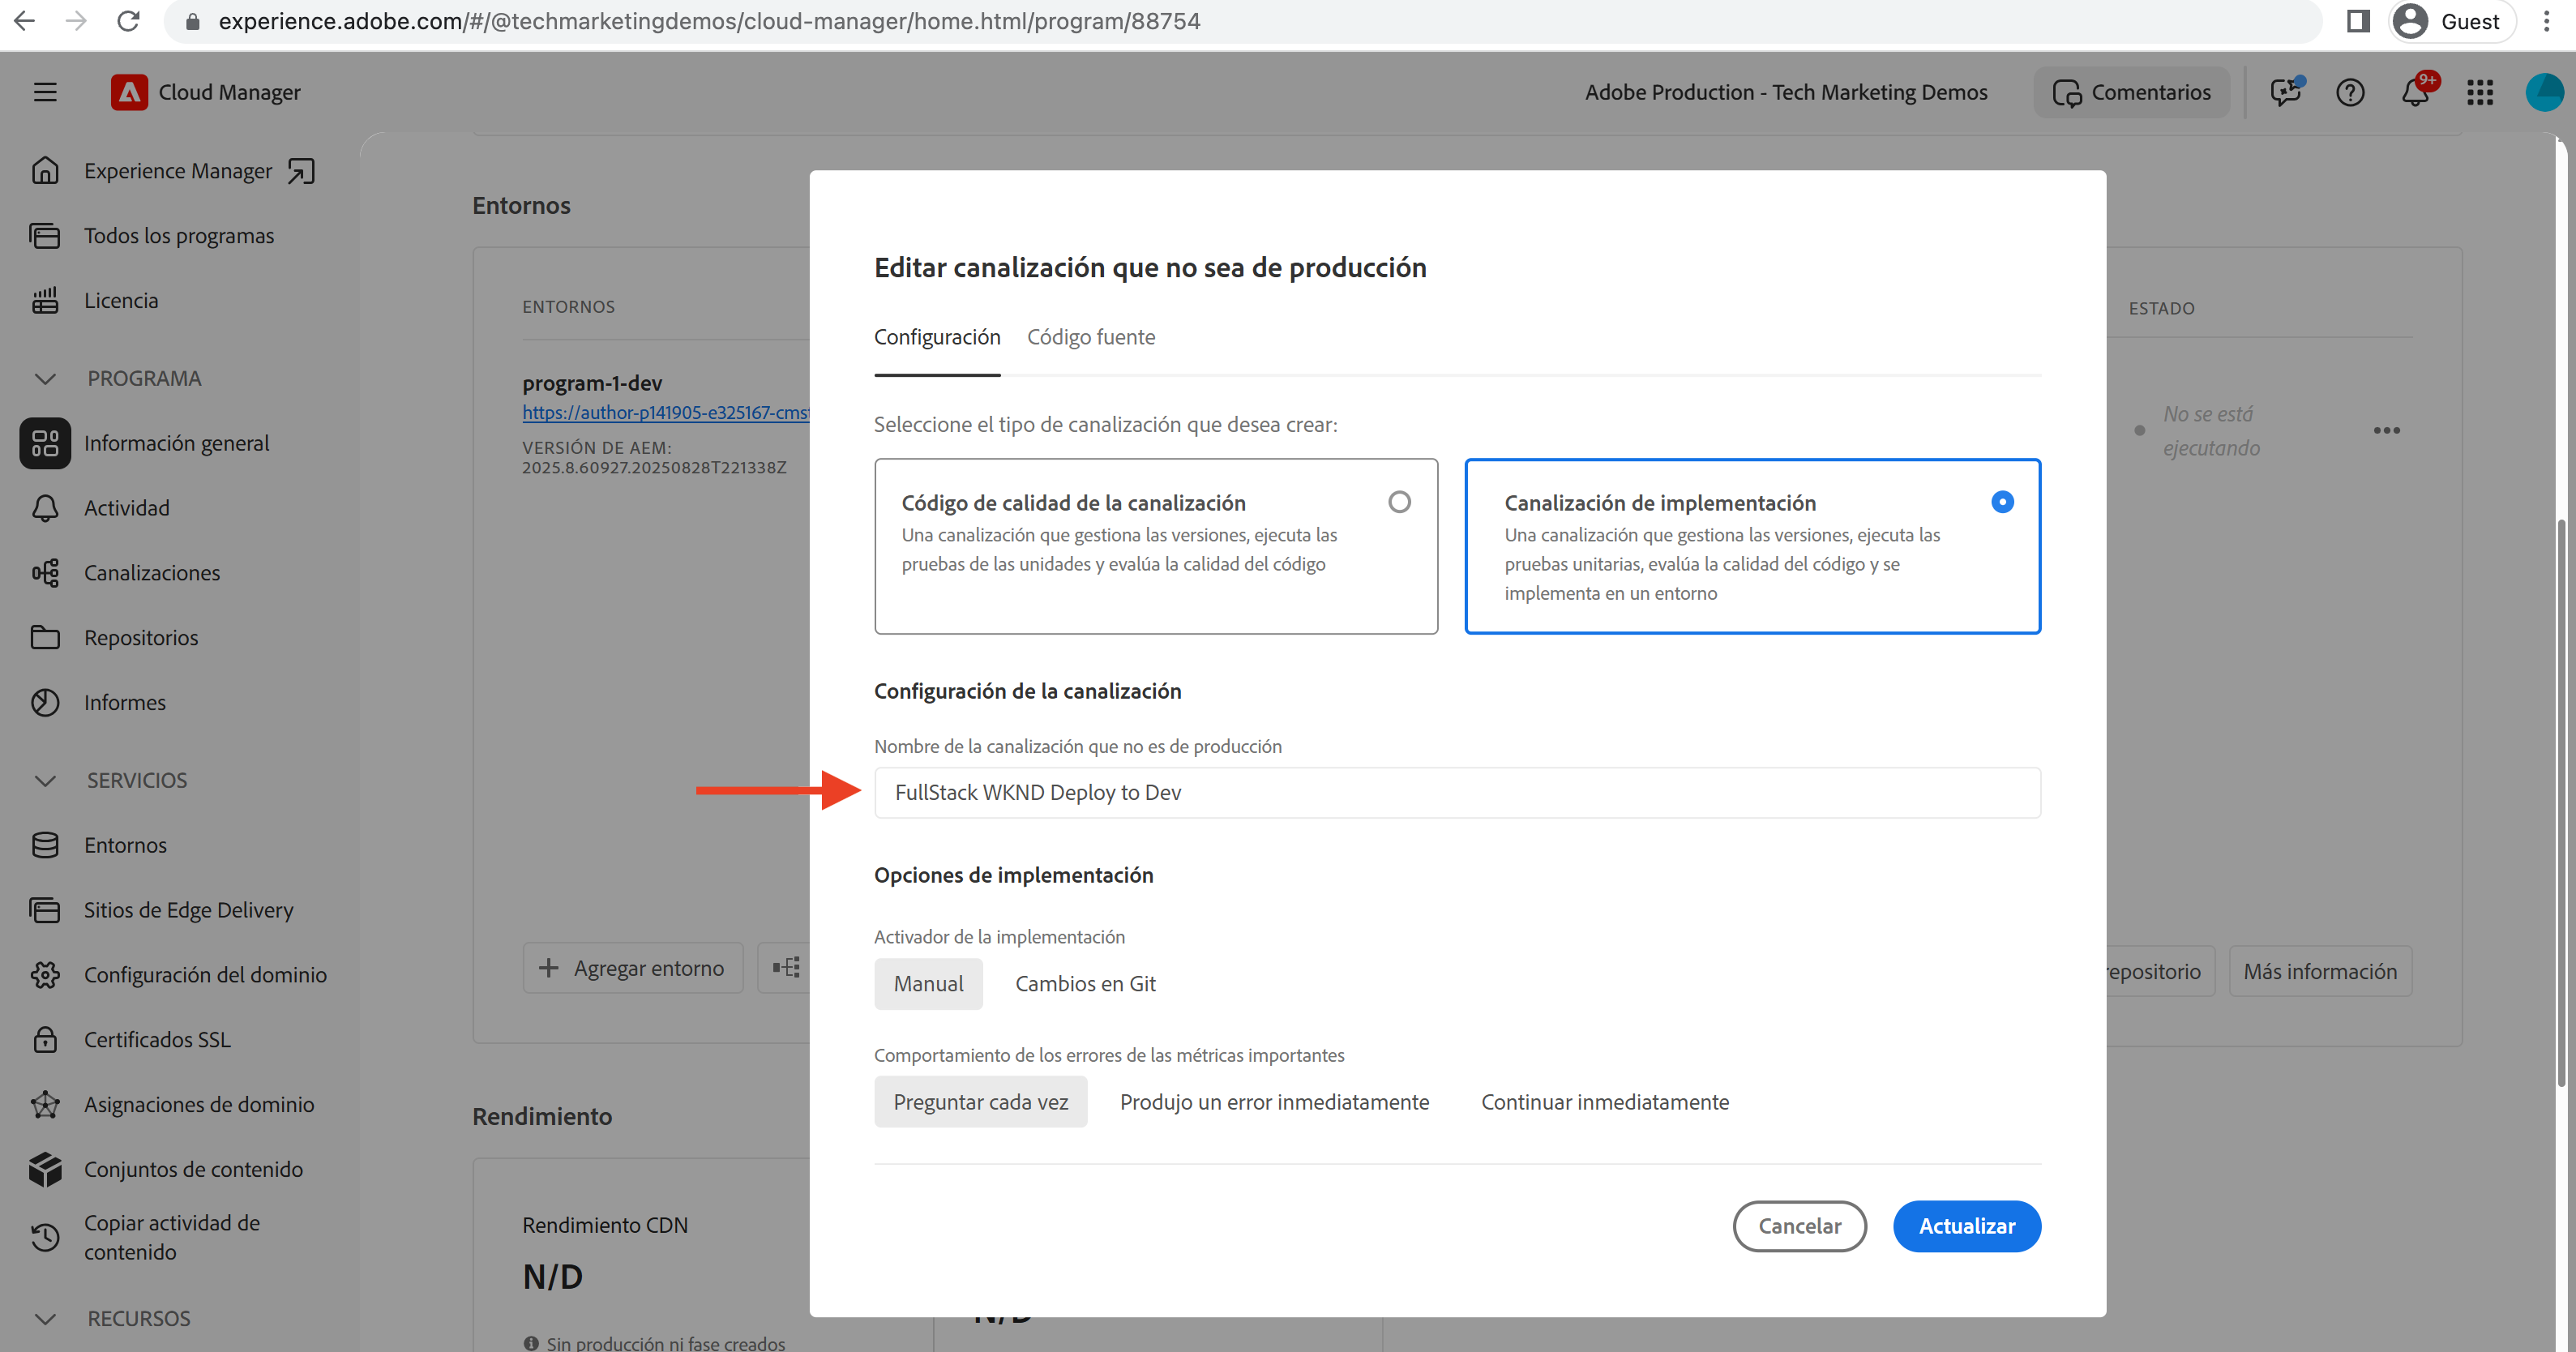 experience.adobe.com/#/@techmarketingdemos/cloud-manager/home.html/program/88754
Guest
Cloud Manager
Adobe Production - Tech Marketing Demos
Comentarios
9+
Experience Manager
Todos los programas
Licencia
PROGRAMA
Información general
Actividad
Canalizaciones
Repositorios
Informes
SERVICIOS
Entornos
Sitios de Edge Delivery
Configuración del dominio
Certificados SSL
Asignaciones de dominio
Conjuntos de contenido
Copiar actividad de
contenido
RECURSOS
Entornos
ENTORNOS
program-1-dev
https://author-p141905-e325167-cms
VERSIÓN DE AEM:
2025.8.60927.20250828T221338Z
Agregar entorno
Rendimiento
Rendimiento CDN
N/D
Sin producción ni fase creados
N/D
Editar canalización que no sea de producción
Configuración
Código fuente
Seleccione el tipo de canalización que desea crear:
Código de calidad de la canalización
Una canalización que gestiona las versiones, ejecuta las
pruebas de las unidades y evalúa la calidad del código
Canalización de implementación
Una canalización que gestiona las versiones, ejecuta las
pruebas unitarias, evalúa la calidad del código y se
implementa en un entorno
Configuración de la canalización
Nombre de la canalización que no es de producción
FullStack WKND Deploy to Dev
Opciones de implementación
Activador de la implementación
Manual
Cambios en Git
Comportamiento de los errores de las métricas importantes
Preguntar cada vez
Produjo un error inmediatamente
Continuar inmediatamente
Cancelar
Actualizar
ESTADO
No se está
ejecutando
repositorio
Más información